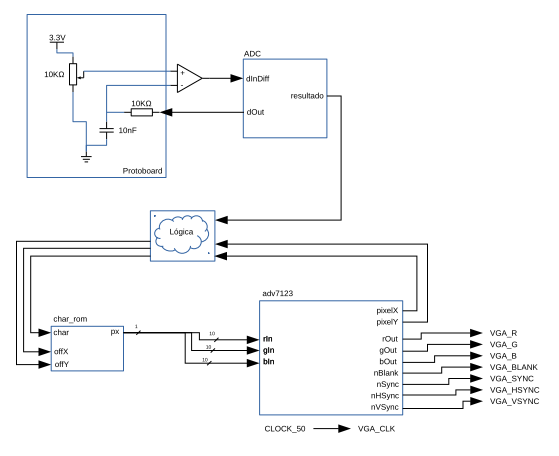 3.3V
10KΩ
10KΩ
10nF
Protoboard
+
-
ADC
dInDiff
resultado
dOut
Lógica
char_rom
char
px
offX
offY
1
10
10
10
adv7123
pixelX
pixelY
rIn
gIn
bIn
rOut
gOut
bOut
nBlank
nSync
nHSync
nVSync
VGA_R
VGA_G
VGA_B
VGA_BLANK
VGA_SYNC
VGA_HSYNC
VGA_VSYNC
CLOCK_50
VGA_CLK